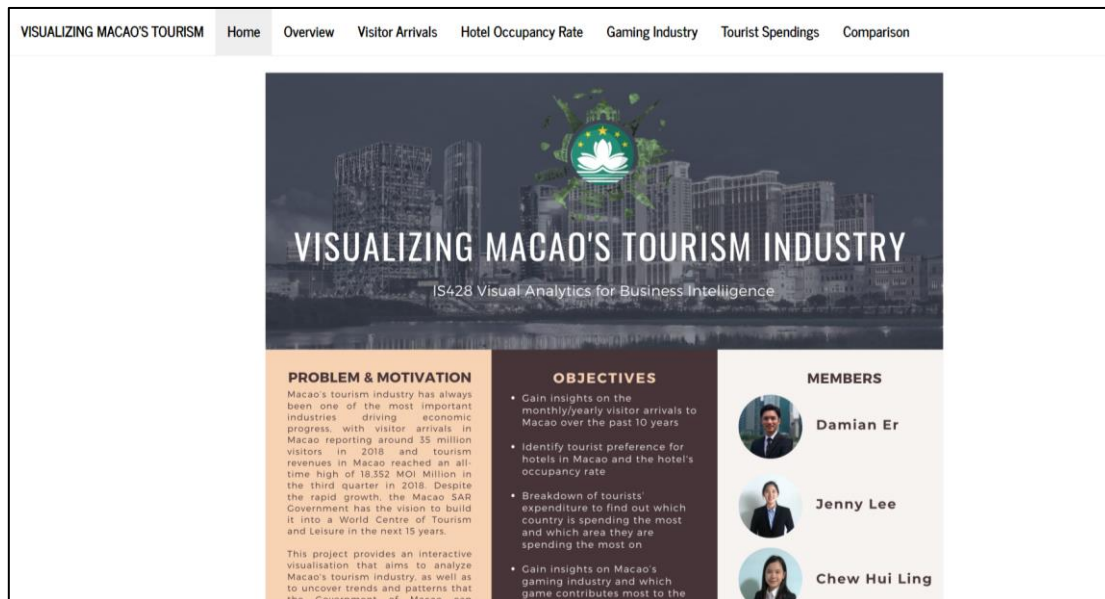 VISUALIZING MACAO'S TOURISM Home Overview Visitor Arrivals Hotel Occupancy Rate Gaming Industry Tourist Spendings Comparison
VISUALIZING MACAO'S TOURISM INDUSTRY
IS428 Visual Analytics for Business Intelligence
PROBLEM & MOTIVATION
Macao's tourism industry has always
been one of the most important
industries driving economic
progress, with visitor arrivals in
Macao reporting around 35 million
visitors in 2018 and tourism
revenues in Macao reached an all-
time high of 18,352 MOI Million in
the third quarter in 2018. Despite
the rapid growth, the Macao SAR
Government has the vision to build
it into a World Centre of Tourism
and Leisure in the next 15 years.
This project provides an interactive
visualisation that aims to analyze
Macao's tourism industry, as well as
to uncover trends and patterns that
the Government of Macao can
OBJECTIVES
• Gain insights on the
monthly/yearly visitor arrivals to
Macao over the past 10 years
• Identify tourist preference for
hotels in Macao and the hotel's
occupancy rate
• Breakdown of tourists'
expenditure to find out which
country is spending the most
and which area they are
spending the most on
• Gain insights on Macao's
gaming industry and which
game contributes most to the
MEMBERS
Damian Er
Jenny Lee
Chew Hui Ling